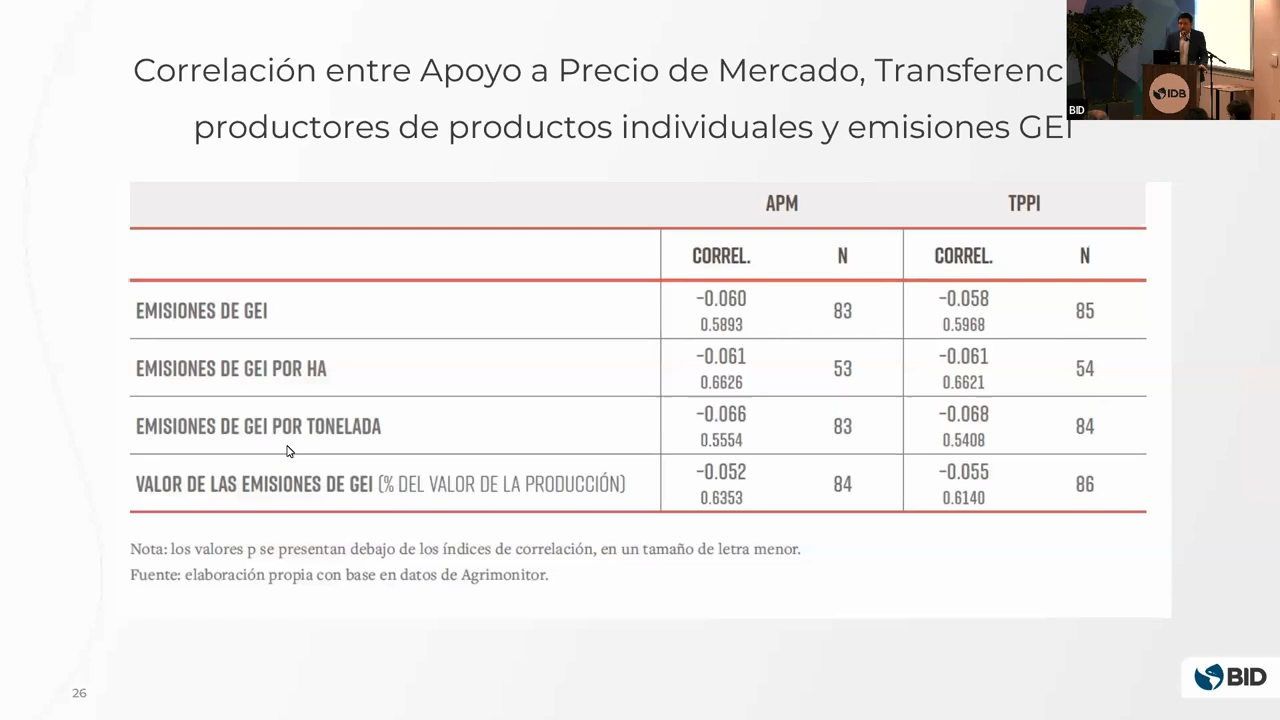 Correlación entre Apoyo a Precio de Mercado,
productores de productos individuales y emisiones GEI
BID
IDB
APM TPPI
CORREL. N CORREL. N
EMISIONES DE GEI -0.060 83 -0.058 85
0.5893 0.5968
EMISIONES DE GEI POR HA -0.061 53 -0.061 54
0.6626 0.6621
EMISIONES DE GEI POR TONELADA -0.066 83 -0.068 84
0.5554 0.5408
VALOR DE LAS EMISIONES DE GEI (% DEL VALOR DE LA PRODUCCIÓN) -0.052 84 -0.055 86
0.6353 0.6140
Nota: los valores p se presentan debajo de los índices de correlación, en un tamaño de letra menor.
Fuente: elaboración propia con base en datos de Agrimonitor.
26
BID